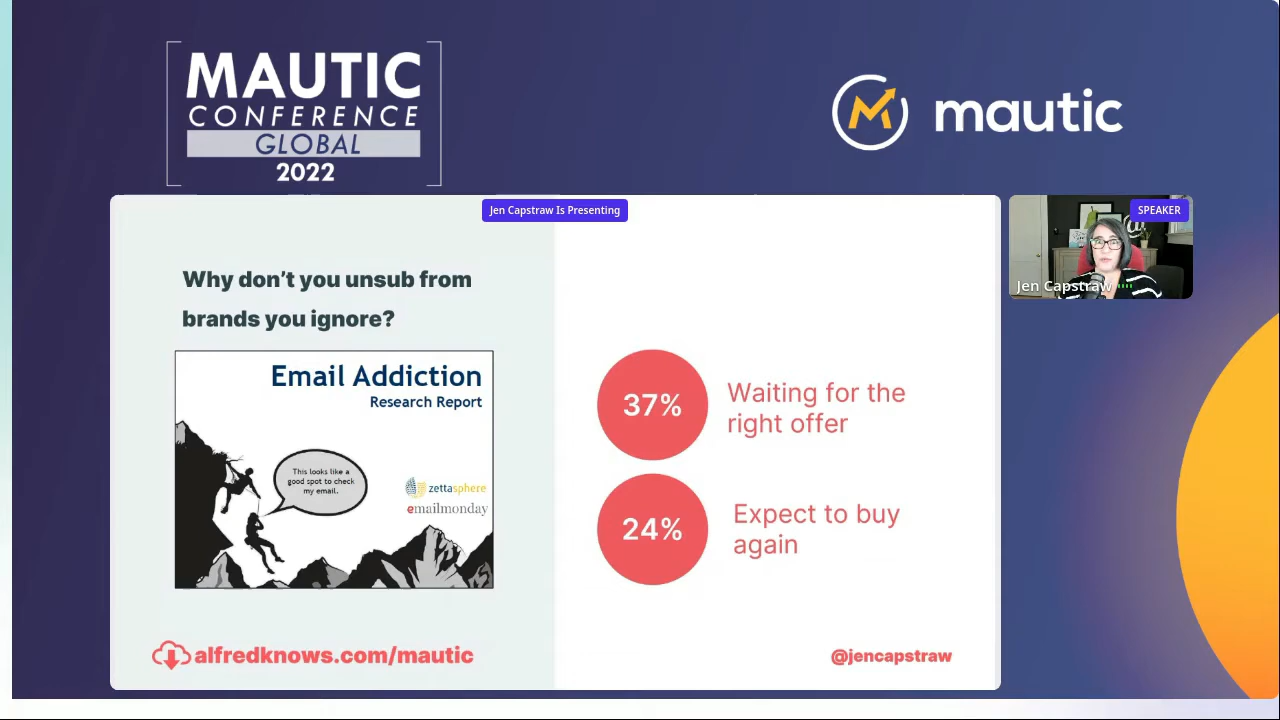 MAUTIC
CONFERENCE
GLOBAL
2022
mautic
Jen Capstraw Is Presenting
SPEAKER
Jen Capstraw
Why don’t you unsub from
brands you ignore?
Email Addiction
Research Report
This looks like a
good spot to check
my email.
zettasphere
emailmonday
37%
Waiting for the
right offer
24%
Expect to buy
again
alfredknows.com/mautic
@jencapstraw